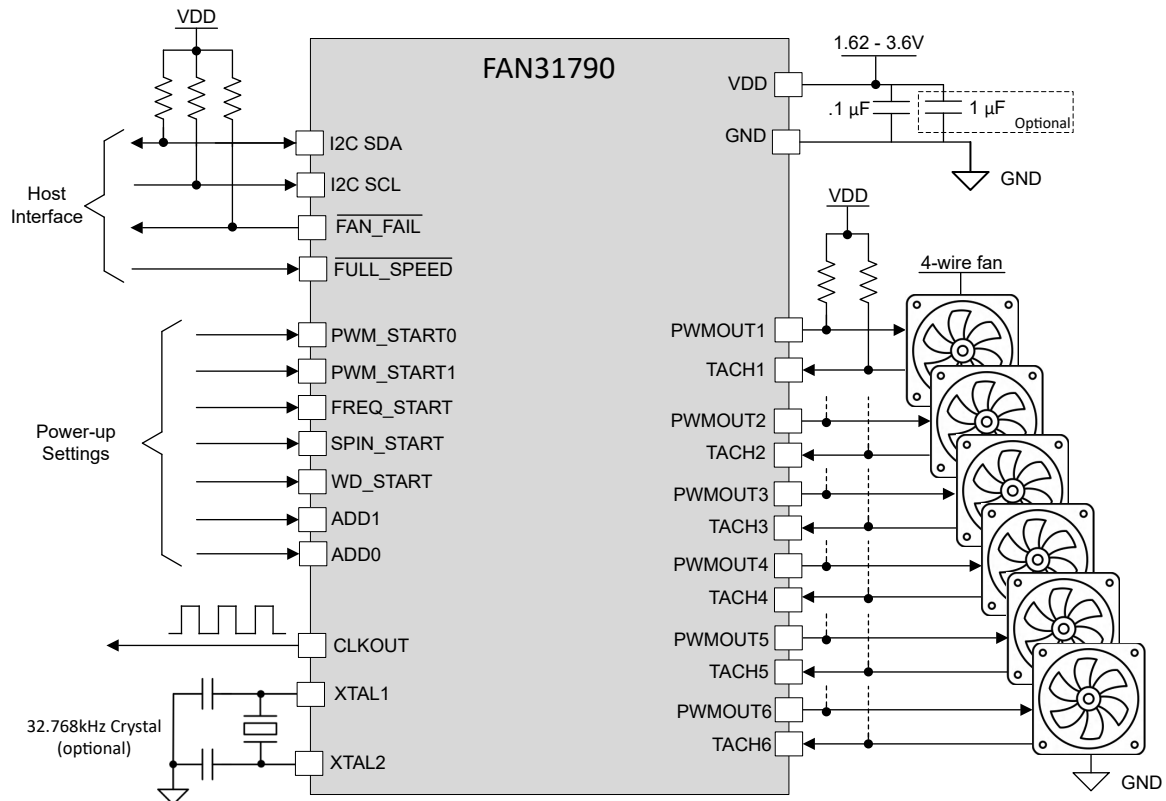 VDD
FAN31790
1.62 - 3.6V
VDD
.1 µF
1 µF
Optional
GND
GND
I2C SDA
I2C SCL
FAN_FAIL
FULL_SPEED
Host
Interface
VDD
4-wire fan
PWM_START0
PWM_START1
FREQ_START
SPIN_START
WD_START
ADD1
ADD0
Power-up
Settings
PWMOUT1
TACH1
PWMOUT2
TACH2
PWMOUT3
TACH3
PWMOUT4
TACH4
PWMOUT5
TACH5
PWMOUT6
TACH6
CLKOUT
XTAL1
32.768kHz Crystal
(optional)
XTAL2
GND